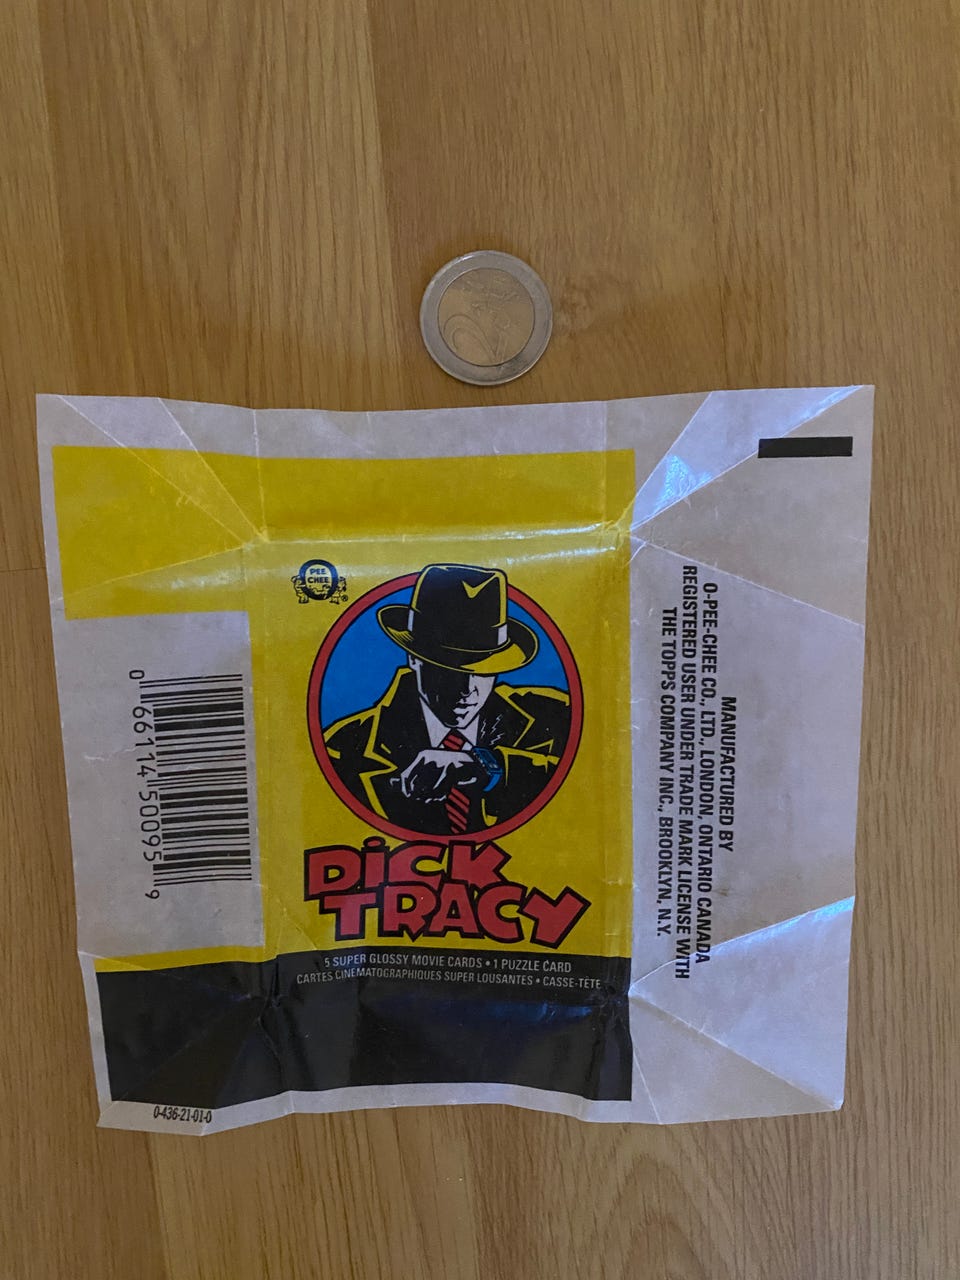 2
PEE
CHEE
®
DiCK
TRACY
5 SUPER GLOSSY MOVIE CARDS • 1 PUZZLE CARD
CARTES CINÉMATOGRAPHIQUES SUPER LOUSANTES • CASSE-TÊTE
0 66114 50095 9
MANUFACTURED BY
O-PEE-CHEE CO., LTD., LONDON, ONTARIO CANADA
REGISTERED USER UNDER TRADE MARK LICENSE WITH
THE TOPPS COMPANY INC., BROOKLYN, N.Y.
0-436-21-01-0